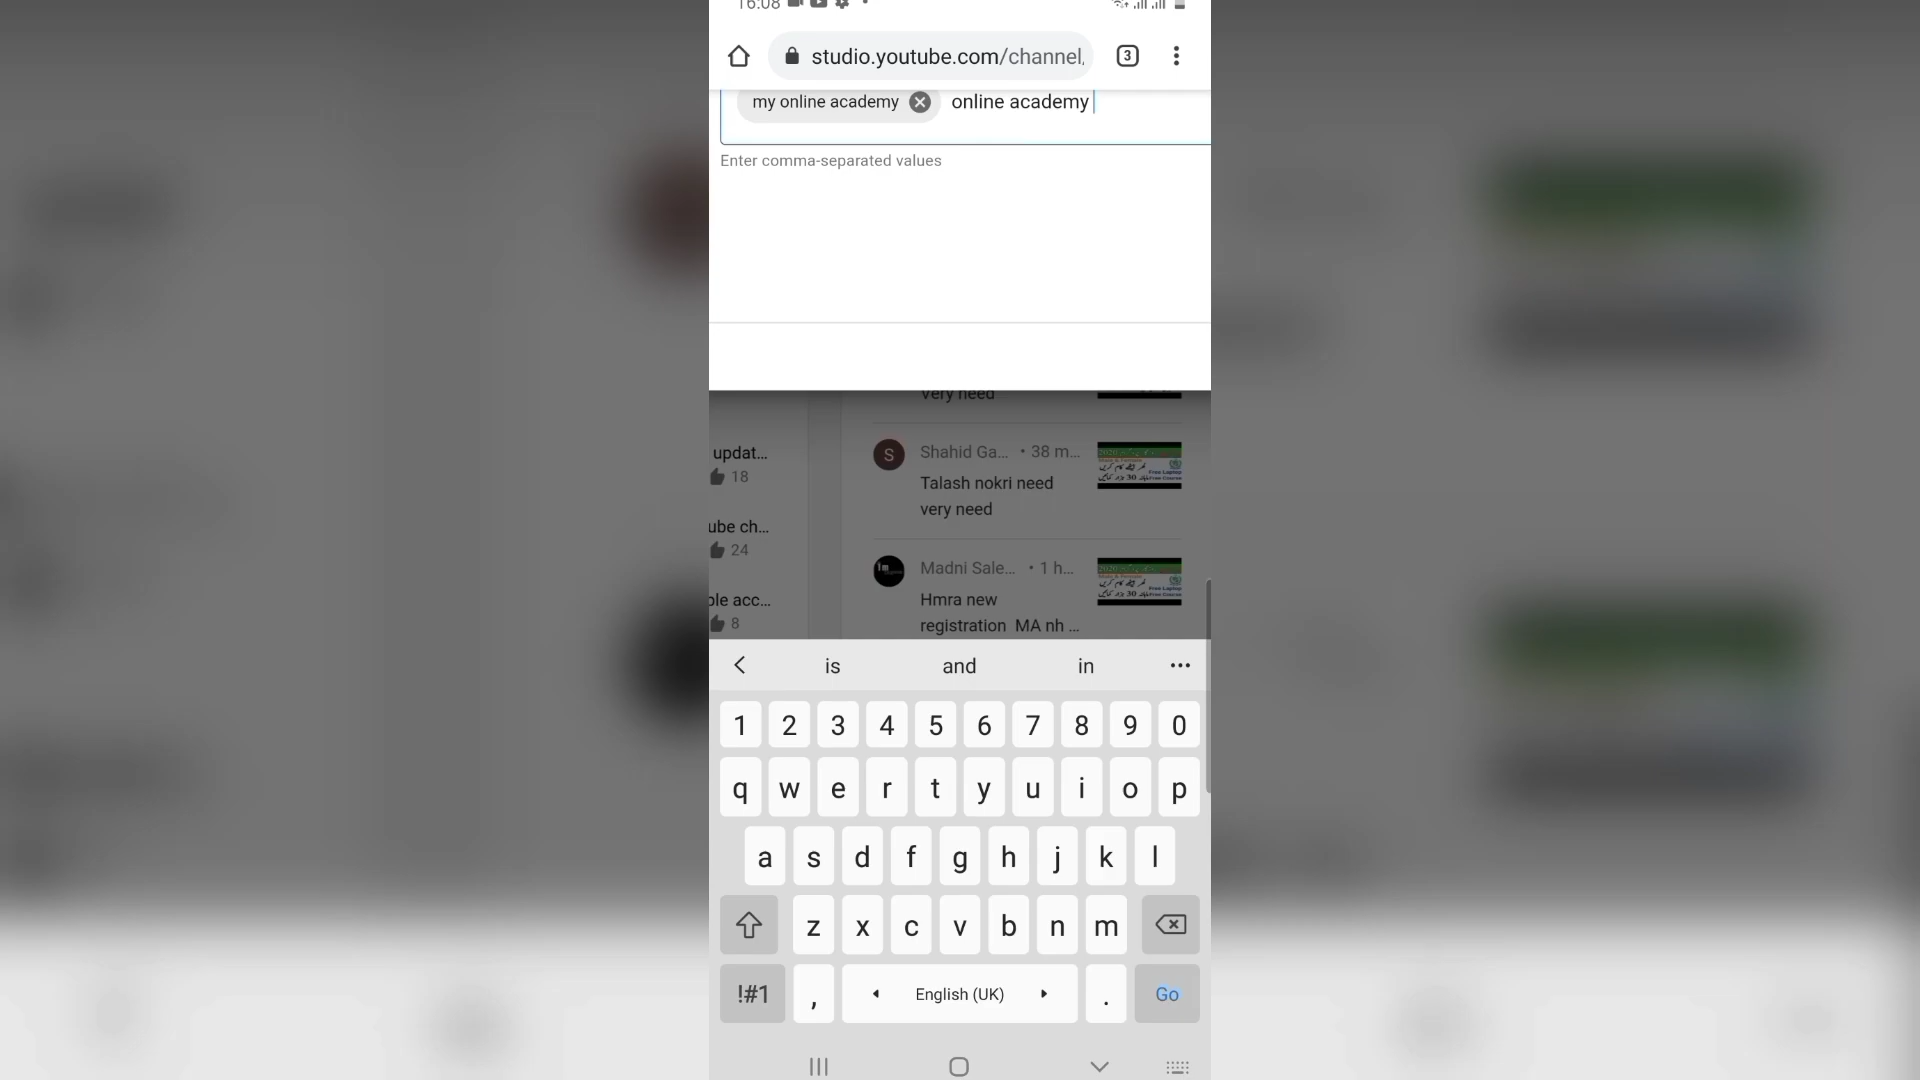 16:08
studio.youtube.com/channel
3
my online academy online academy
Enter comma-separated values
very need
updat...
18
S
Shahid Ga... • 38 m...
Talash nokri need
very need
ube ch...
24
Madni Sale... • 1 h...
Hmra new
registration MA nh ...
ple acc...
8
is and in
1 2 3 4 5 6 7 8 9 0
q w e r t y u i o p
a s d f g h j k l
z x c v b n m
!#1 , English (UK) . Go